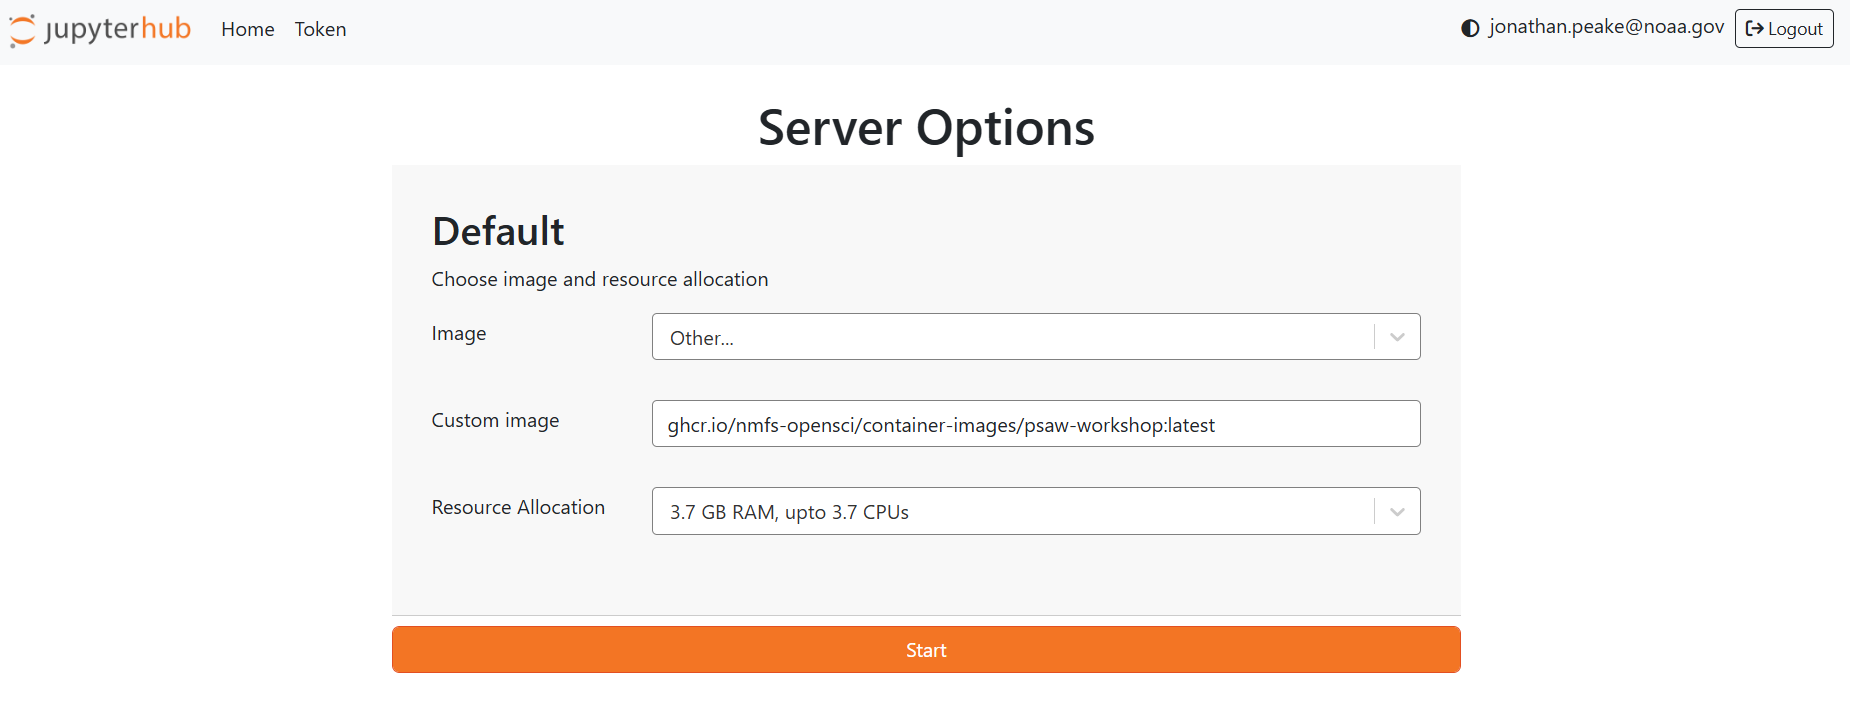 jupyterhub Home Token jonathan.peake@noaa.gov Logout
Server Options
Default
Choose image and resource allocation
Image Other...
Custom image ghcr.io/nmfs-opensci/container-images/psaw-workshop:latest
Resource Allocation 3.7 GB RAM, upto 3.7 CPUs
Start